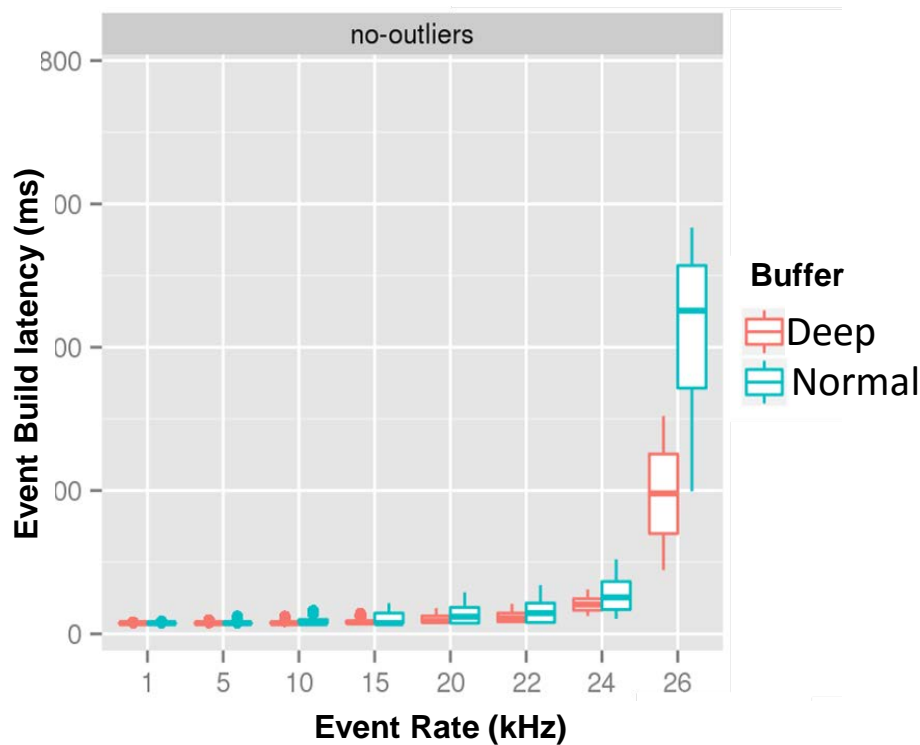 no-outliers
800
00
00
00
0
Event Build latency (ms)
1 5 10 15 20 22 24 26
Event Rate (kHz)
Buffer
Deep
Normal